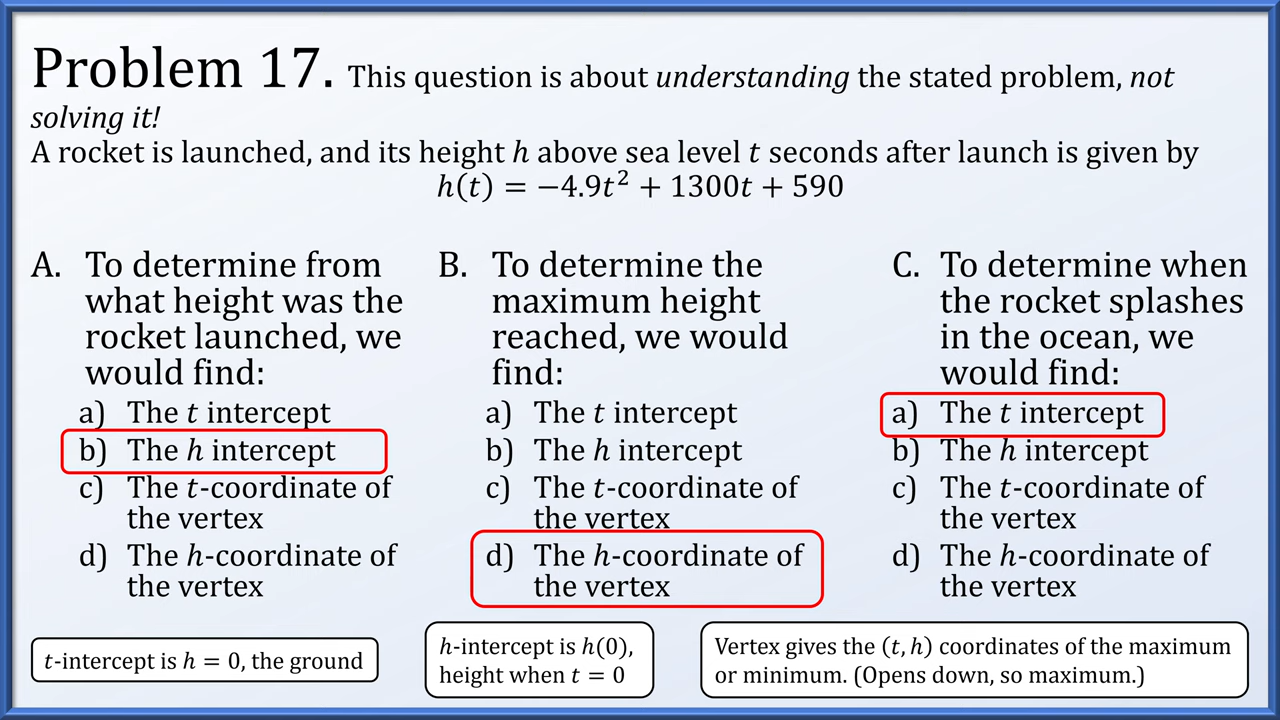 Problem 17. This question is about understanding the stated problem, not
solving it!
A rocket is launched, and its height h above sea level t seconds after launch is given by
h(t) = −4.9t² + 1300t + 590
A. To determine from
what height was the
rocket launched, we
would find:
a) The t intercept
b) The h intercept
c) The t-coordinate of
the vertex
d) The h-coordinate of
the vertex
B. To determine the
maximum height
reached, we would
find:
a) The t intercept
b) The h intercept
c) The t-coordinate of
the vertex
d) The h-coordinate of
the vertex
C. To determine when
the rocket splashes
in the ocean, we
would find:
a) The t intercept
b) The h intercept
c) The t-coordinate of
the vertex
d) The h-coordinate of
the vertex
t-intercept is h = 0, the ground
h-intercept is h(0),
height when t = 0
Vertex gives the (t, h) coordinates of the maximum
or minimum. (Opens down, so maximum.)